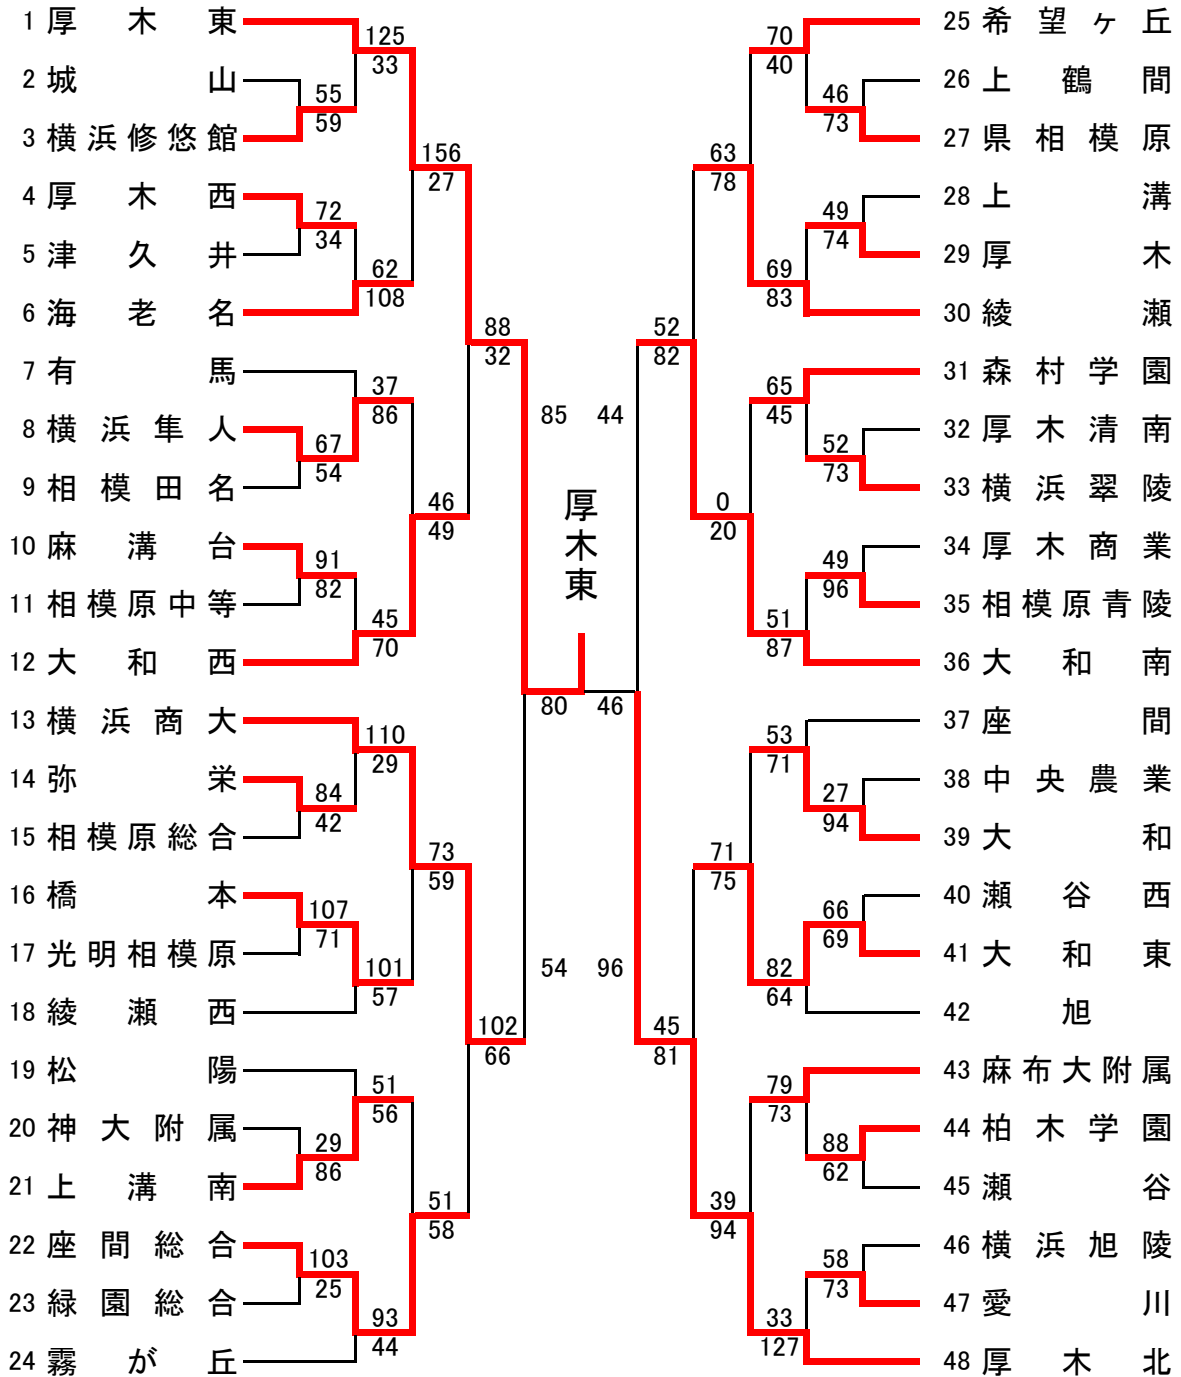 1 厚木東
2 城山
3 横浜修悠館
4 厚木西
5 津久井
6 海老名
7 有馬
8 横浜隼人
9 相模田名
10 麻溝台
11 相模原中等
12 大和西
13 横浜商大
14 弥栄
15 相模原総合
16 橋本
17 光明相模原
18 綾瀬西
19 松陽
20 神大附属
21 上溝南
22 座間総合
23 緑園総合
24 霧が丘
55
59
72
34
67
54
91
82
84
42
107
71
29
86
103
25
125
33
62
108
37
86
45
70
110
29
101
57
51
56
93
44
156
27
46
49
73
59
51
58
88
32
102
66
85 44
厚木東
80 46
54 96
52
82
45
81
63
78
0
20
71
75
39
94
70
40
69
83
65
45
51
87
53
71
82
64
79
73
33
127
46
73
49
74
52
73
49
96
27
94
66
69
88
62
58
73
25 希望ヶ丘
26 上鶴間
27 県相模原
28 上溝
29 厚木
30 綾瀬
31 森村学園
32 厚木清南
33 横浜翠陵
34 厚木商業
35 相模原青陵
36 大和南
37 座間
38 中央農業
39 大和
40 瀬谷西
41 大和東
42 旭
43 麻布大附属
44 柏木学園
45 瀬谷
46 横浜旭陵
47 愛川
48 厚木北